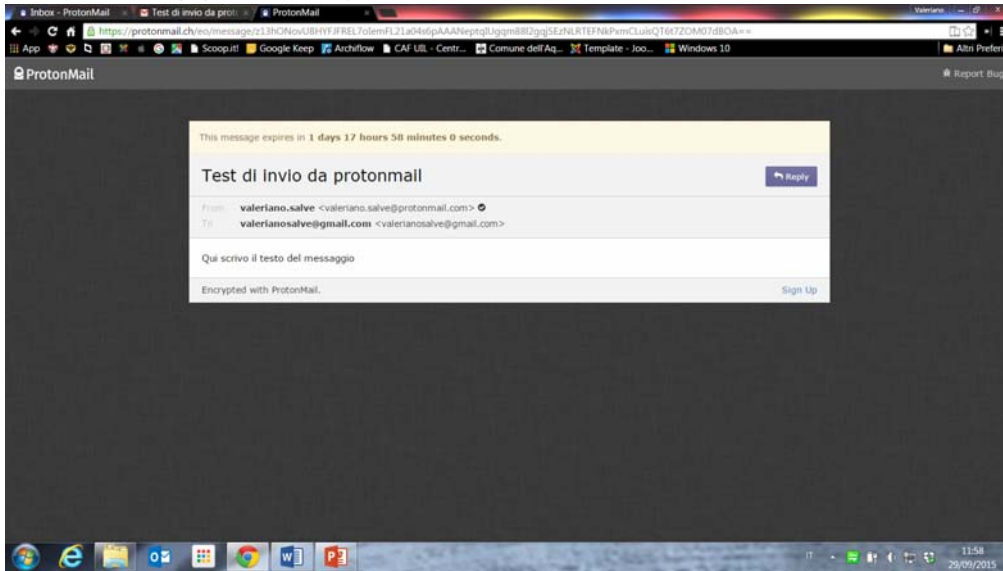 Inbox - ProtonMail
Test di invio da prot
ProtonMail
Valeriano
https://protonmail.ch/eo/message/
App
Scoop.it!
Google Keep
Archiflow
CAF UIL - Centr...
Comune dell'Aq...
Template - Joo...
Windows 10
Altri Prefer
ProtonMail
Report Bug
This message expires in 1 days 17 hours 58 minutes 0 seconds.
Test di invio da protonmail
Reply
From: valeriano.salve <valeriano.salve@protonmail.com>
To: valerianosalve@gmail.com <valerianosalve@gmail.com>
Qui scrivo il testo del messaggio
Encrypted with ProtonMail.
Sign Up
IT
11:58
29/09/2015